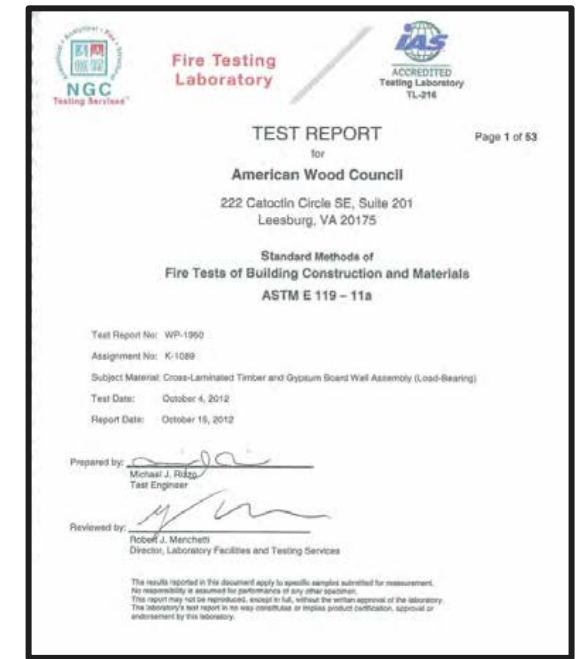 NGC
Testing Services
Fire Testing
Laboratory
IAS
ACCREDITED
Testing Laboratory
TL-216
TEST REPORT
Page 1 of 53
for
American Wood Council
222 Catoctin Circle SE, Suite 201
Leesburg, VA 20175
Standard Methods of
Fire Tests of Building Construction and Materials
ASTM E 119 – 11a
Test Report No: WP-1960
Assignment No: K-1089
Subject Material: Cross-Laminated Timber and Gypsum Board Wall Assembly (Load-Bearing)
Test Date: October 4, 2012
Report Date: October 15, 2012
Prepared by:
Michael J. Rizzo
Test Engineer
Reviewed by:
Robert J. Menchetti
Director, Laboratory Facilities and Testing Services
The results reported in this document apply to specific samples submitted for measurement.
No responsibility is assumed for performance of any other specimen.
This report may not be reproduced, except in full, without the written approval of the laboratory.
The laboratory's test report in no way constitutes or implies product certification, approval or
endorsement by this laboratory.